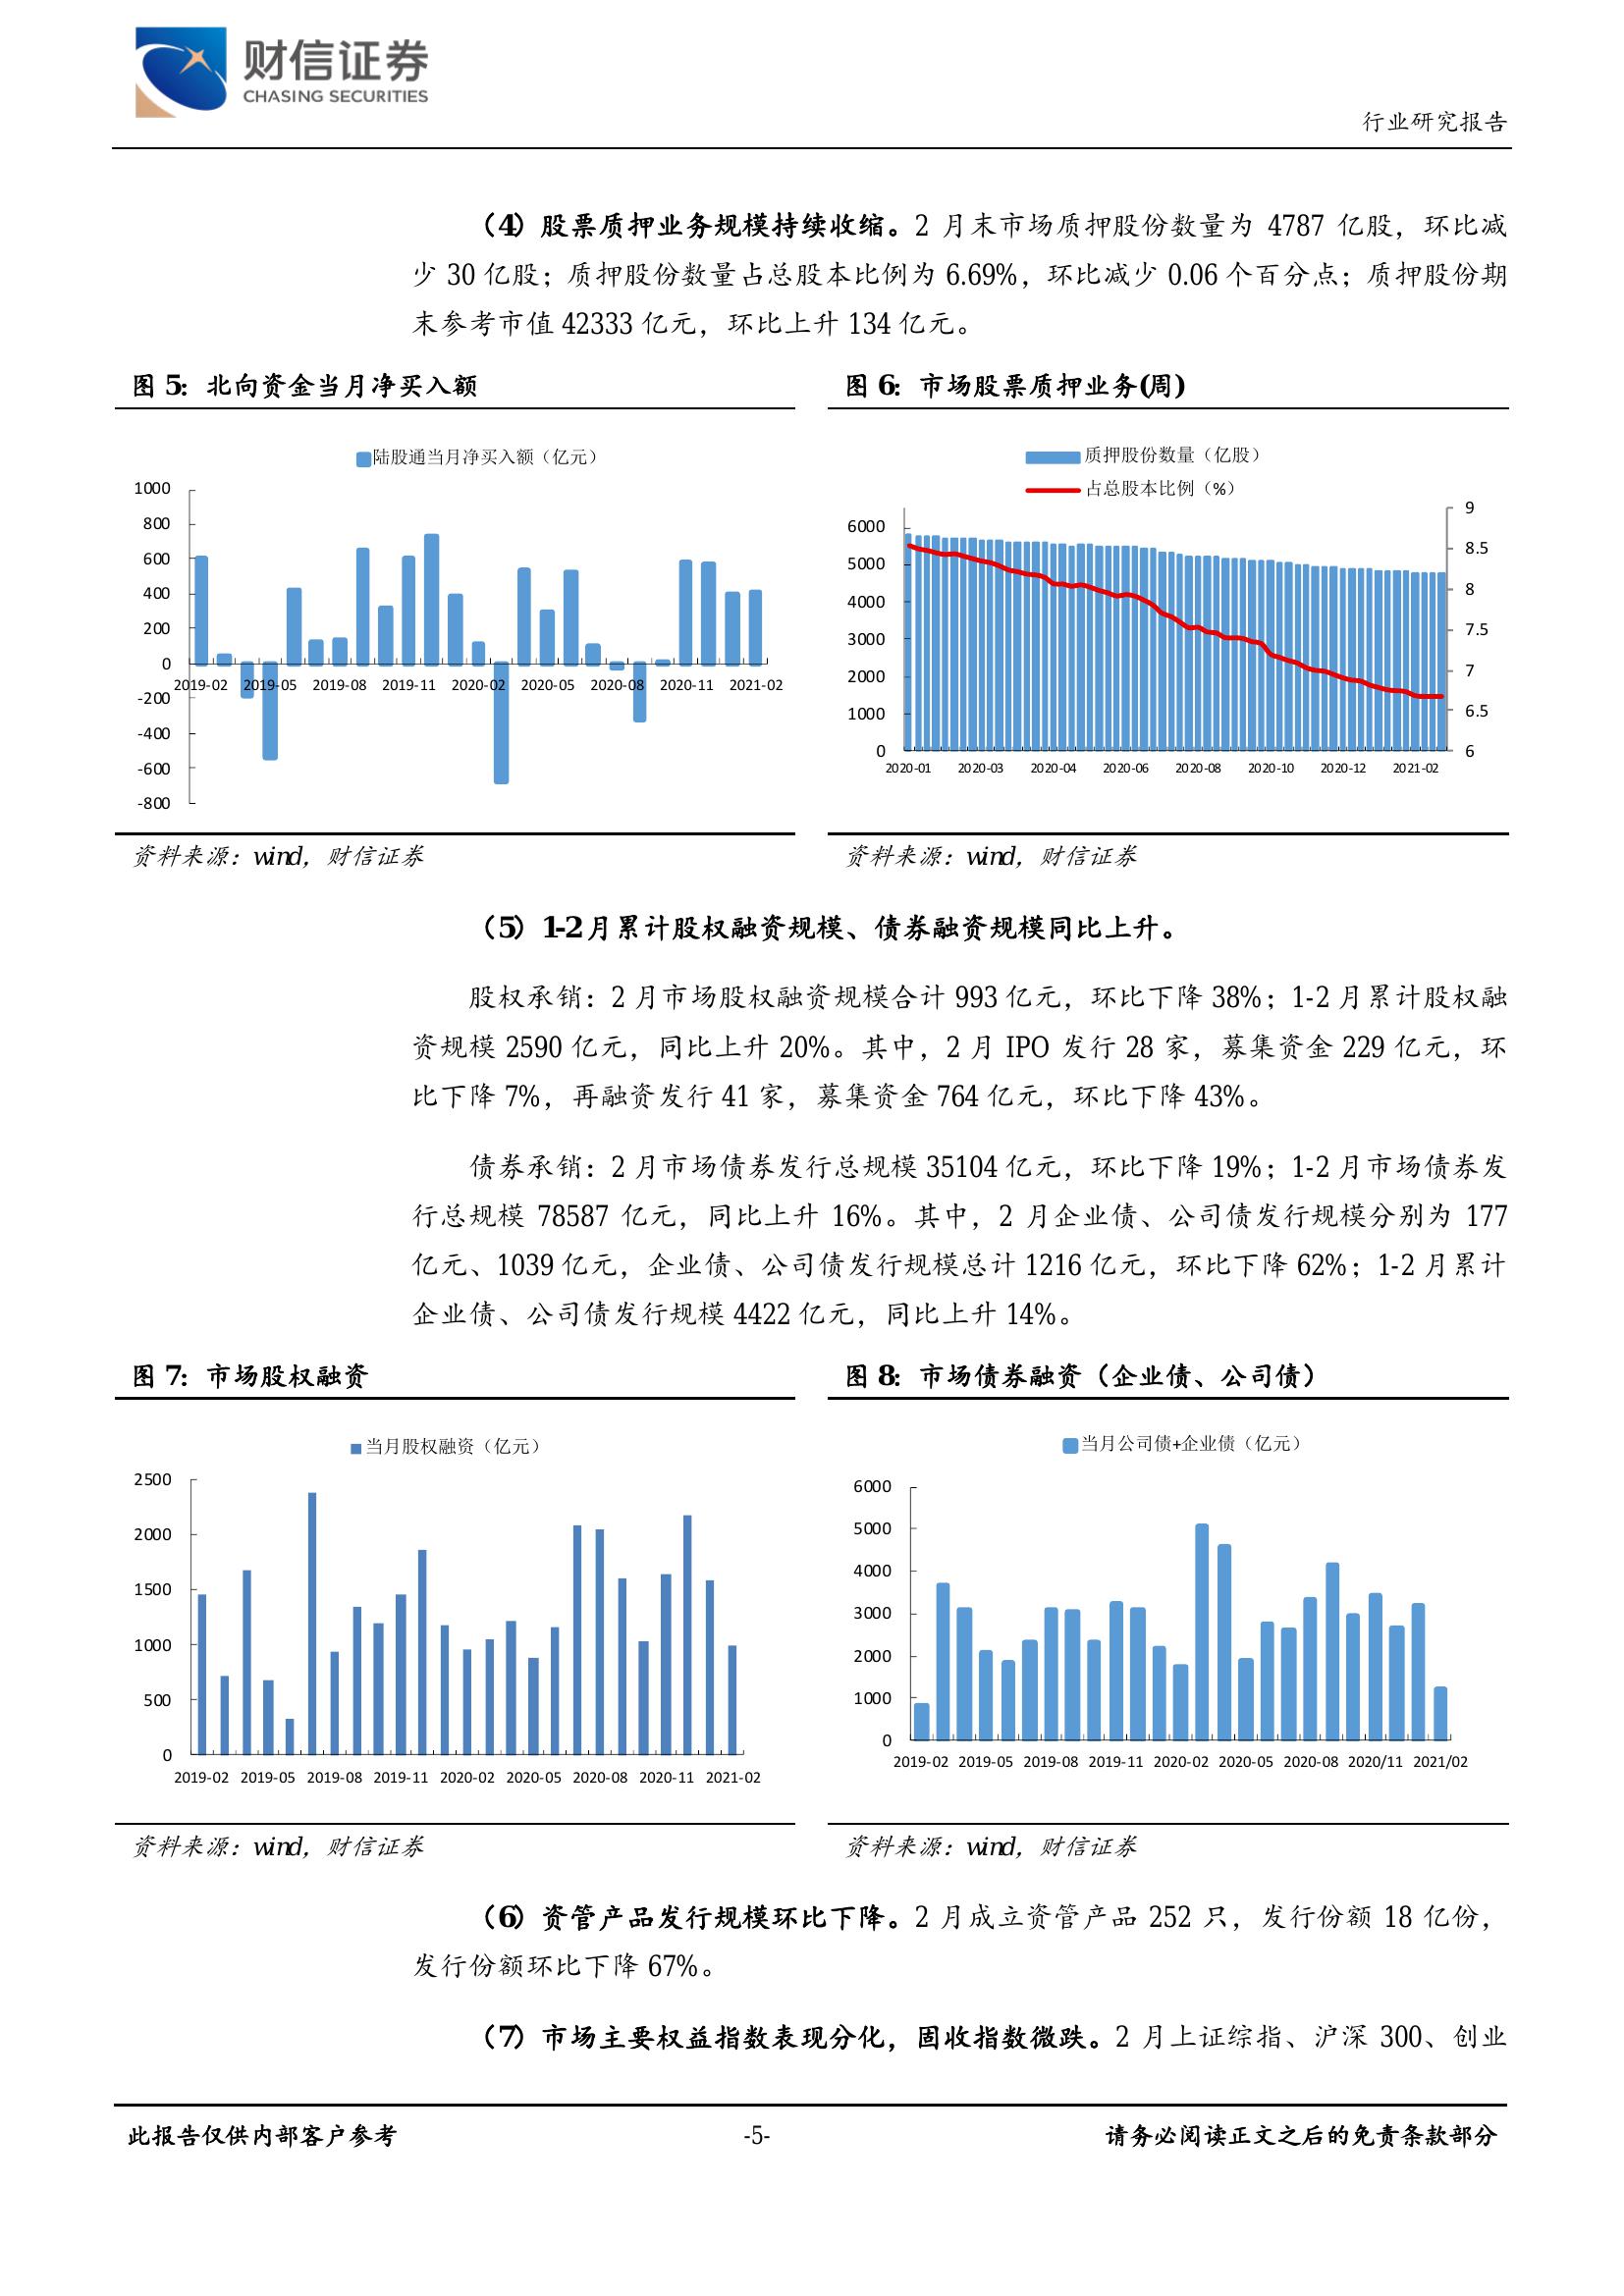 财信证券
CHASING SECURITIES
行业研究报告
（4）股票质押业务规模持续收缩。2 月末市场质押股份数量为 4787 亿股，环比减
少 30 亿股；质押股份数量占总股本比例为 6.69%，环比减少 0.06 个百分点；质押股份期
末参考市值 42333 亿元，环比上升 134 亿元。
图 5：北向资金当月净买入额
陆股通当月净买入额（亿元）
1000
800
600
400
200
0
-200
-400
-600
-800
2019-02 2019-05 2019-08 2019-11 2020-02 2020-05 2020-08 2020-11 2021-02
资料来源：wind，财信证券
图 6：市场股票质押业务(周)
质押股份数量（亿股）
占总股本比例（%）
6000
5000
4000
3000
2000
1000
0
9
8.5
8
7.5
7
6.5
6
2020-01 2020-03 2020-04 2020-06 2020-08 2020-10 2020-12 2021-02
资料来源：wind，财信证券
（5）1-2月累计股权融资规模、债券融资规模同比上升。
股权承销：2 月市场股权融资规模合计 993 亿元，环比下降 38%；1-2 月累计股权融
资规模 2590 亿元，同比上升 20%。其中，2 月 IPO 发行 28 家，募集资金 229 亿元，环
比下降 7%，再融资发行 41 家，募集资金 764 亿元，环比下降 43%。
债券承销：2 月市场债券发行总规模 35104 亿元，环比下降 19%；1-2 月市场债券发
行总规模 78587 亿元，同比上升 16%。其中，2 月企业债、公司债发行规模分别为 177
亿元、1039 亿元，企业债、公司债发行规模总计 1216 亿元，环比下降 62%；1-2 月累计
企业债、公司债发行规模 4422 亿元，同比上升 14%。
图 7：市场股权融资
当月股权融资（亿元）
2500
2000
1500
1000
500
0
2019-02 2019-05 2019-08 2019-11 2020-02 2020-05 2020-08 2020-11 2021-02
资料来源：wind，财信证券
图 8：市场债券融资（企业债、公司债）
当月公司债+企业债（亿元）
6000
5000
4000
3000
2000
1000
0
2019-02 2019-05 2019-08 2019-11 2020-02 2020-05 2020-08 2020/11 2021/02
资料来源：wind，财信证券
（6）资管产品发行规模环比下降。2 月成立资管产品 252 只，发行份额 18 亿份，
发行份额环比下降 67%。
（7）市场主要权益指数表现分化，固收指数微跌。2 月上证综指、沪深 300、创业
此报告仅供内部客户参考
-5-
请务必阅读正文之后的免责条款部分